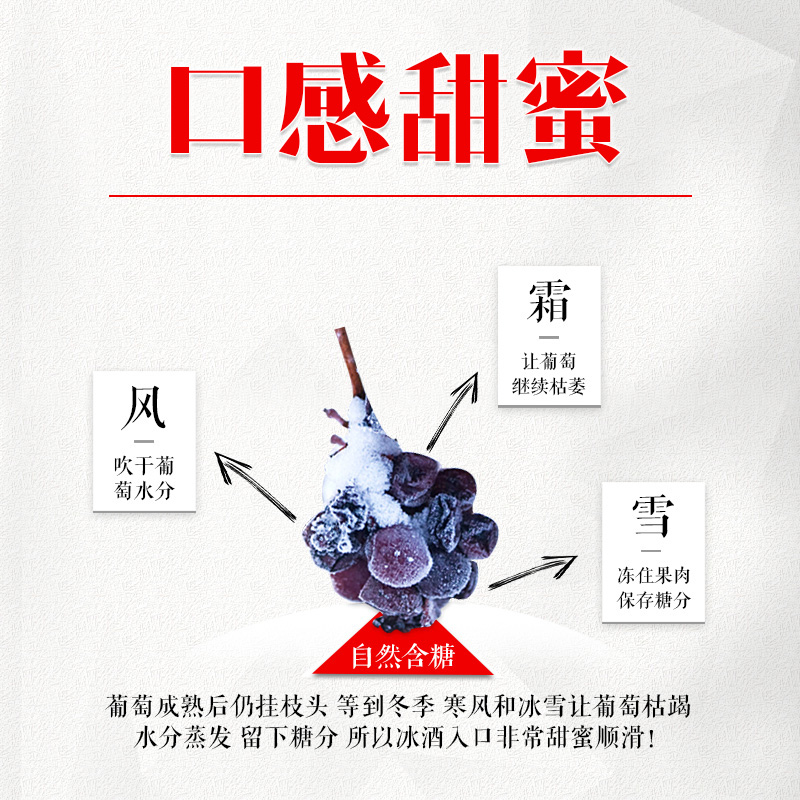 口感甜蜜
霜
让葡萄
继续枯萎
风
吹干葡
萄水分
雪
冻住果肉
保存糖分
自然含糖
葡萄成熟后仍挂枝头 等到冬季 寒风和冰雪让葡萄枯竭
水分蒸发 留下糖分 所以冰酒入口非常甜蜜顺滑！